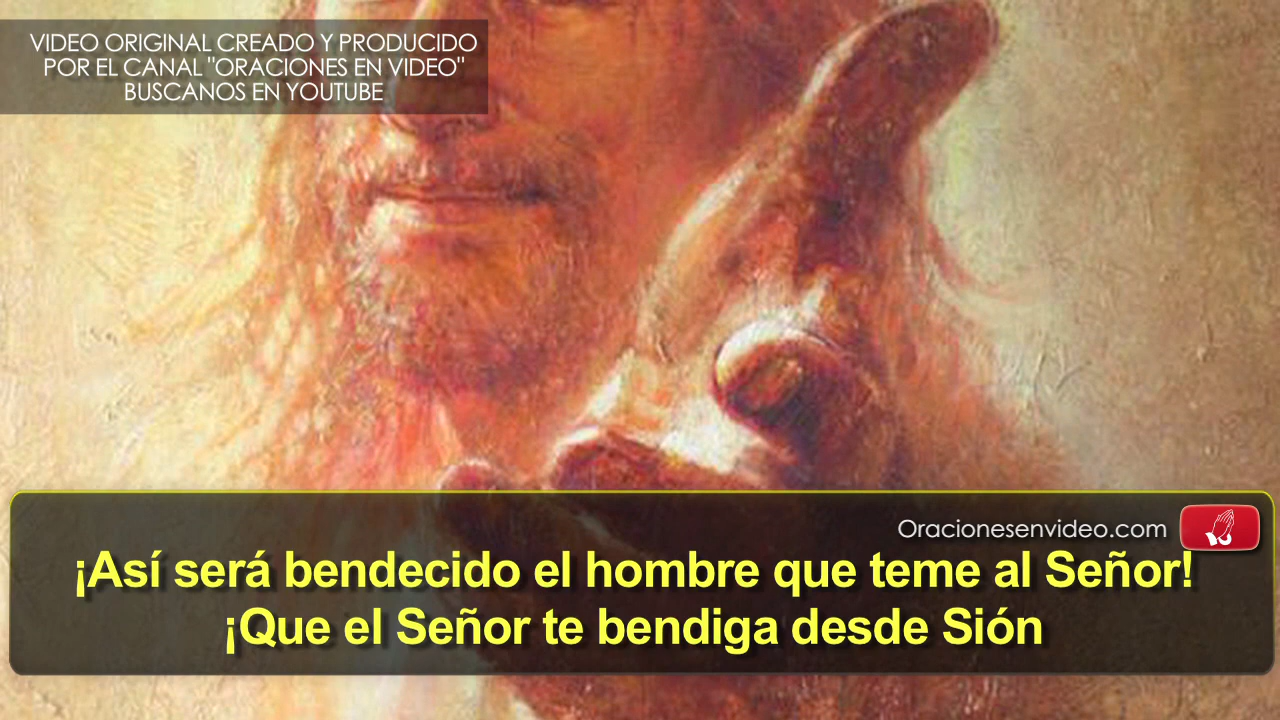 VIDEO ORIGINAL CREADO Y PRODUCIDO
POR EL CANAL "ORACIONES EN VIDEO"
BUSCANOS EN YOUTUBE
Oracionesenvideo.com
¡Así será bendecido el hombre que teme al Señor!
¡Que el Señor te bendiga desde Sión